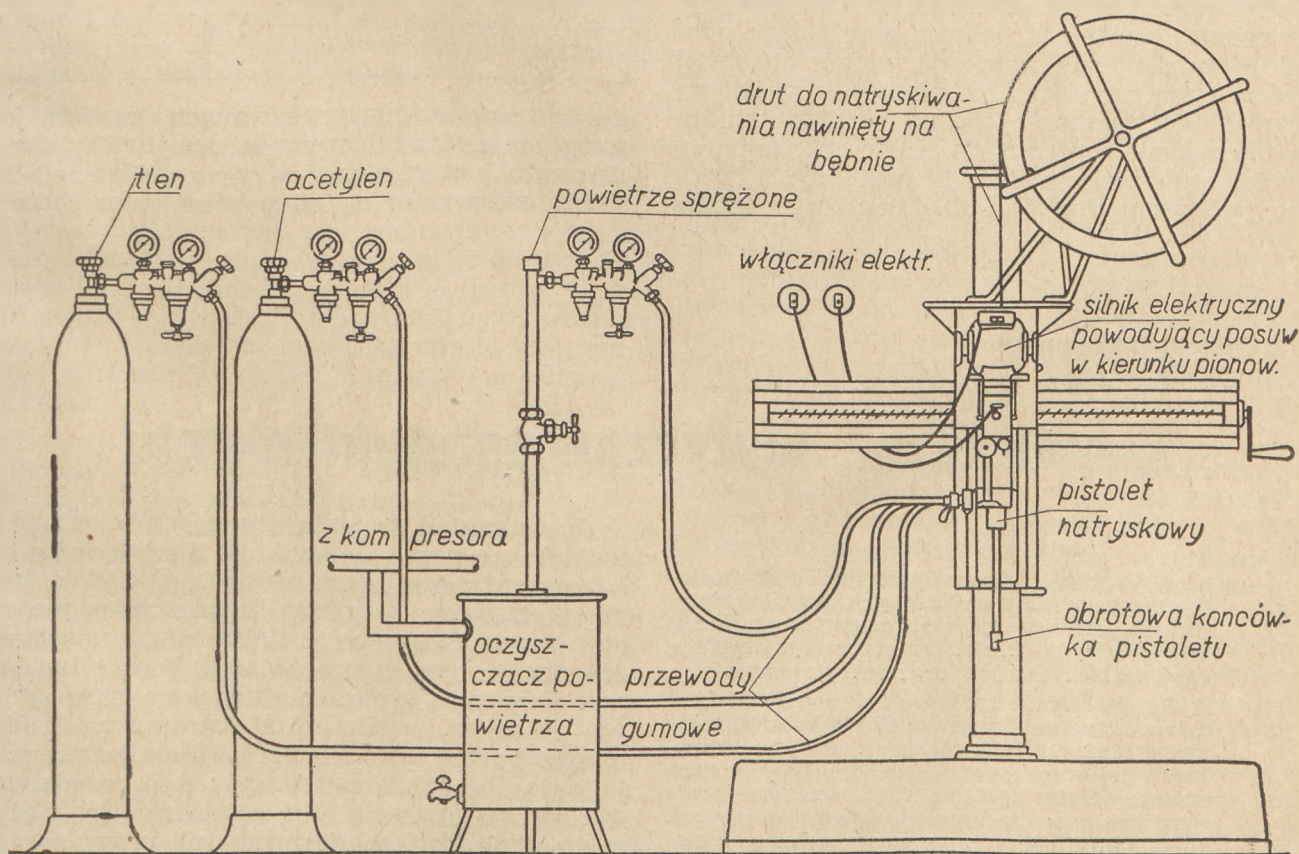 drut do natryskiwa-
nia nawinięty na
bębnie
tlen
acetylen
powietrze sprężone
włączniki elektr.
silnik elektryczny
powodujący posuw
w kierunku pionow.
pistolet
natryskowy
z kom presora
obrotowa końców-
ka pistoletu
oczysz-
czacz po-
wietrza
przewody
gumowe